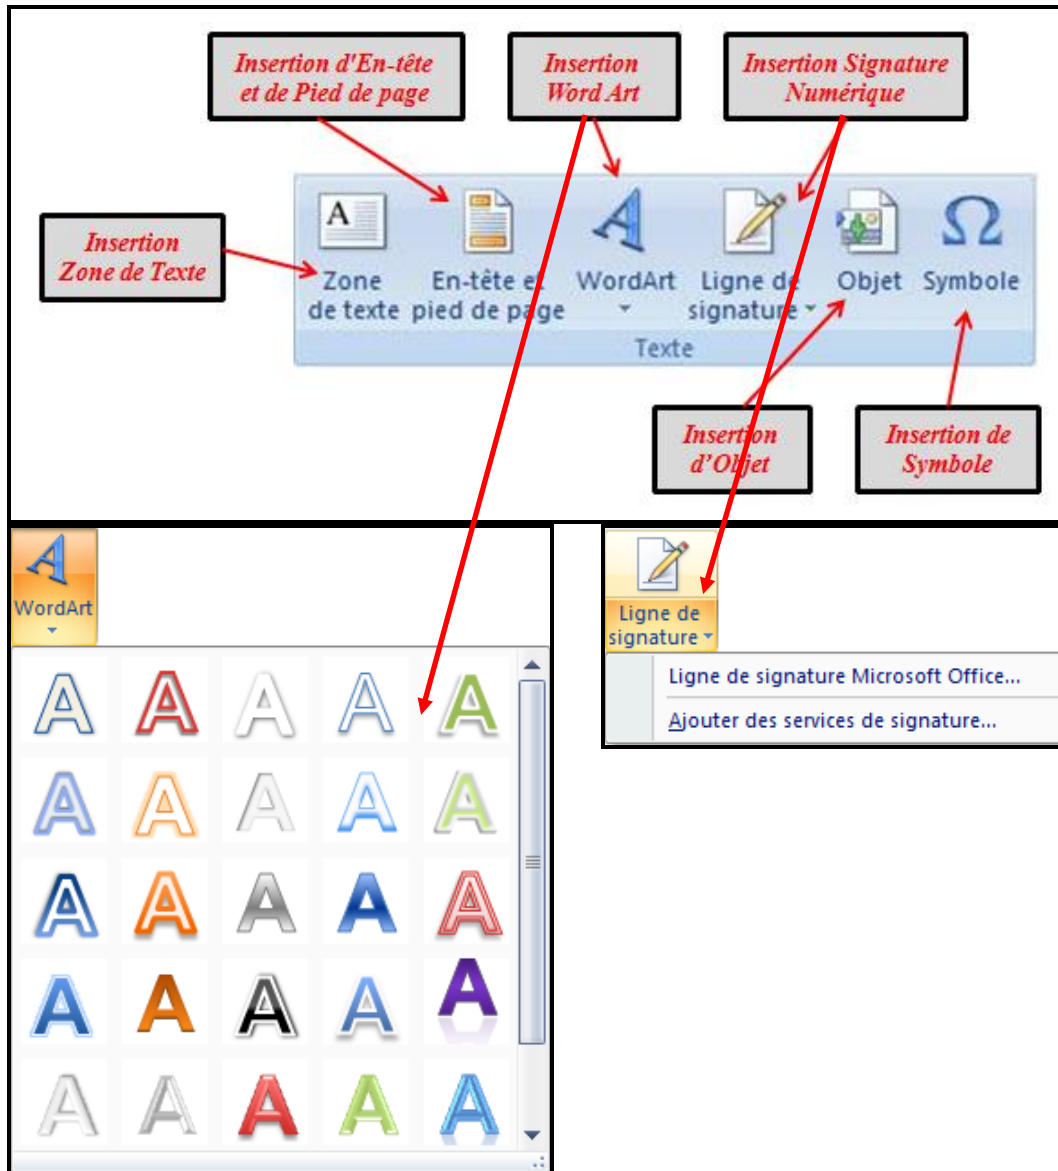 Insertion d'En-tête
et de Pied de page
Insertion
Word Art
Insertion Signature
Numérique
Insertion
Zone de Texte
A
Zone
de texte
En-tête et
pied de page
A
WordArt
Ligne de
signature
Objet
Ω
Symbole
Texte
Insertion
d’Objet
Insertion de
Symbole
A
WordArt
A A A A A
A A A A A
A A A A A
A A A A A
A A A A A
Ligne de
signature
Ligne de signature Microsoft Office...
Ajouter des services de signature...